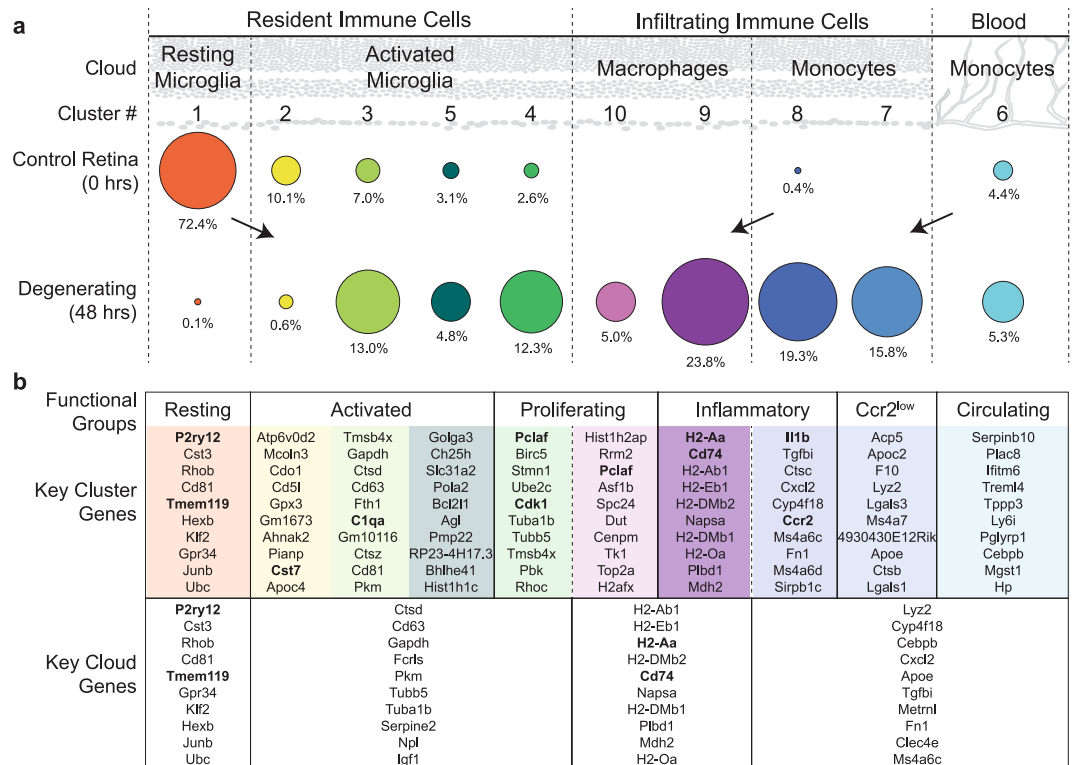 a
Resident Immune Cells Infiltrating Immune Cells Blood
Cloud Resting Microglia Activated Microglia Macrophages Monocytes Monocytes
Cluster # 1 2 3 5 4 10 9 8 7 6
Control Retina (0 hrs)
72.4% 10.1% 7.0% 3.1% 2.6% 0.4% 4.4%
Degenerating (48 hrs)
0.1% 0.6% 13.0% 4.8% 12.3% 5.0% 23.8% 19.3% 15.8% 5.3%
b
Functional Groups Resting Activated Proliferating Inflammatory Ccr2low Circulating
Key Cluster Genes
P2ry12 Atp6v0d2 Tmsb4x Golga3 Pclaf Hist1h2ap H2-Aa Il1b Acp5 Serpinb10
Cst3 Mcoln3 Gapdh Ch25h Birc5 Rrm2 Cd74 Tgfbi Apoc2 Plac8
Rhob Cdo1 Ctsd Slc31a2 Stmn1 Pclaf H2-Ab1 Ctsc F10 Ifitm6
Cd81 Cd5l Cd63 Pola2 Ube2c Asf1b H2-Eb1 Cxcl2 Lyz2 Treml4
Tmem119 Gpx3 Fth1 Bcl2l1 Cdk1 Spc24 H2-DMb2 Cyp4f18 Lgals3 Tppp3
Hexb Gm1673 C1qa Agl Tuba1b Dut Napsa Ccr2 Ms4a7 Ly6i
Klf2 Ahnak2 Gm10116 Pmp22 Tubb5 Cenpm H2-DMb1 Ms4a6c 4930430E12Rik Pglyrp1
Gpr34 Pianp Ctsz RP23-4H17.3 Tmsb4x Tk1 H2-Oa Fn1 Apoe Cebpb
Junb Cst7 Cd81 Bhlhe41 Pbk Top2a Plbd1 Ms4a6d Ctsb Mgst1
Ubc Apoc4 Pkm Hist1h1c Rhoc H2afx Mdh2 Sirpb1c Lgals1 Hp
Key Cloud Genes
P2ry12 Ctsd H2-Ab1 Lyz2
Cst3 Cd63 H2-Eb1 Cyp4f18
Rhob Gapdh H2-Aa Cebpb
Cd81 Fcrls H2-DMb2 Cxcl2
Tmem119 Pkm Cd74 Apoe
Gpr34 Tubb5 Napsa Tgfbi
Klf2 Tuba1b H2-DMb1 Metrnl
Hexb Serpine2 Plbd1 Fn1
Junb Npl Mdh2 Clec4e
Ubc Igf1 H2-Oa Ms4a6c